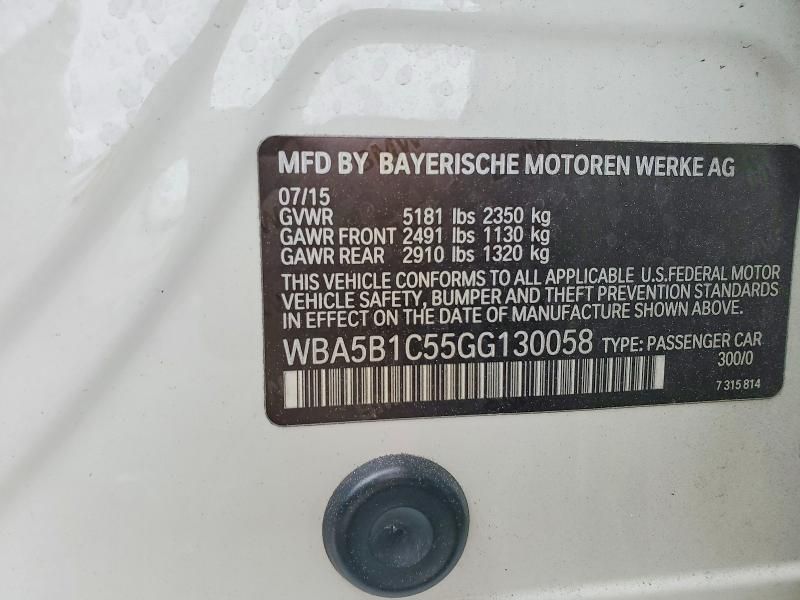 MFD BY BAYERISCHE MOTOREN WERKE AG
07/15
GVWR 5181 lbs 2350 kg
GAWR FRONT 2491 lbs 1130 kg
GAWR REAR 2910 lbs 1320 kg
THIS VEHICLE CONFORMS TO ALL APPLICABLE U.S.FEDERAL MOTOR
VEHICLE SAFETY, BUMPER AND THEFT PREVENTION STANDARDS
IN EFFECT ON THE DATE OF MANUFACTURE SHOWN ABOVE.
WBA5B1C55GG130058 TYPE: PASSENGER CAR
300/0
7 315 814